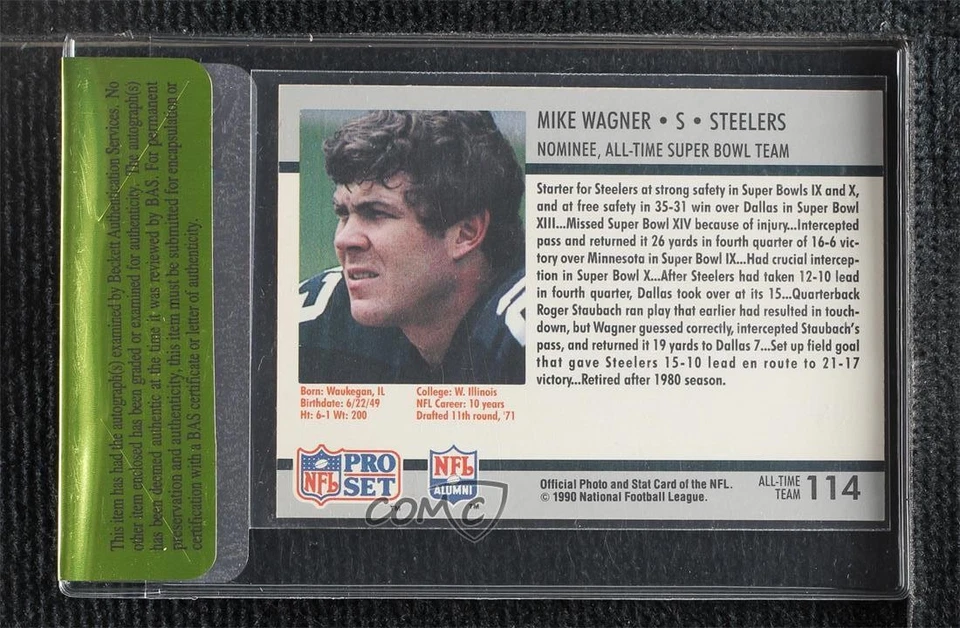 This item has had the autograph(s) examined by Beckett Authentication Services. No
other item enclosed has been graded or examined for authenticity. The autograph(s)
has been deemed authentic at the time it was reviewed by BAS. For permanent
preservation and authenticity, this item must be submitted for encapsulation or
certification with a BAS certificate or letter of authenticity.
MIKE WAGNER • S • STEELERS
NOMINEE, ALL-TIME SUPER BOWL TEAM
Starter for Steelers at strong safety in Super Bowls IX and X,
and at free safety in 35-31 win over Dallas in Super Bowl
XIII...Missed Super Bowl XIV because of injury...Intercepted
pass and returned it 26 yards in fourth quarter of 16-6 vic-
tory over Minnesota in Super Bowl IX...Had crucial intercep-
tion in Super Bowl X...After Steelers had taken 12-10 lead
in fourth quarter, Dallas took over at its 15...Quarterback
Roger Staubach ran play that earlier had resulted in touch-
down, but Wagner guessed correctly, intercepted Staubach's
pass, and returned it 19 yards to Dallas 7...Set up field goal
that gave Steelers 15-10 lead en route to 21-17
victory...Retired after 1980 season.
Born: Waukegan, IL
Birthdate: 6/22/49
Ht: 6-1 Wt: 200
College: W. Illinois
NFL Career: 10 years
Drafted 11th round, '71
NFL PRO SET
NFL ALUMNI
TM
TM
Official Photo and Stat Card of the NFL.
© 1990 National Football League.
ALL-TIME
TEAM 114
COMC